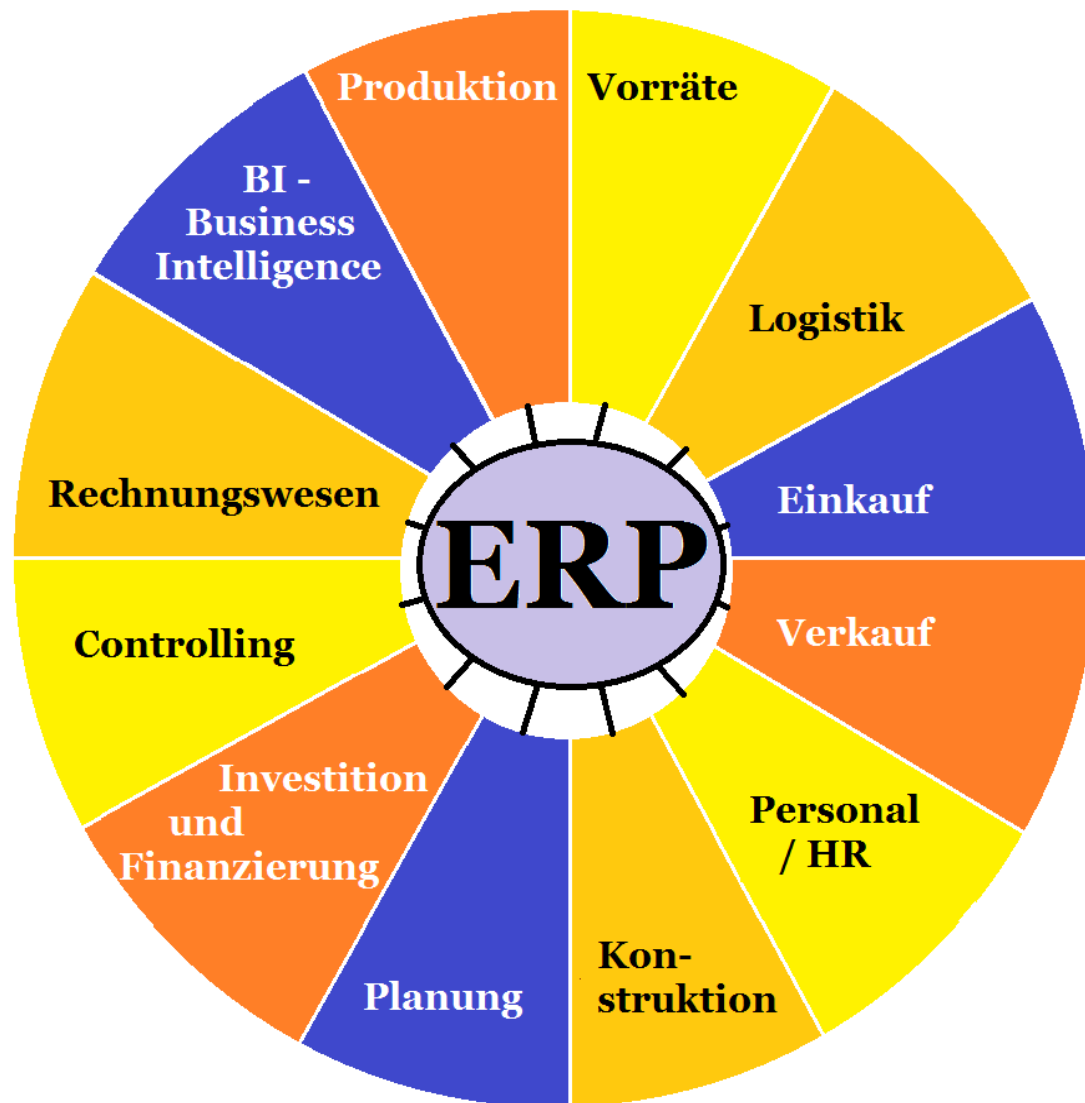 Produktion
Vorräte
BI -
Business
Intelligence
Logistik
Einkauf
Rechnungswesen
ERP
Verkauf
Controlling
Investition
und
Finanzierung
Personal
/ HR
Kon-
struktion
Planung